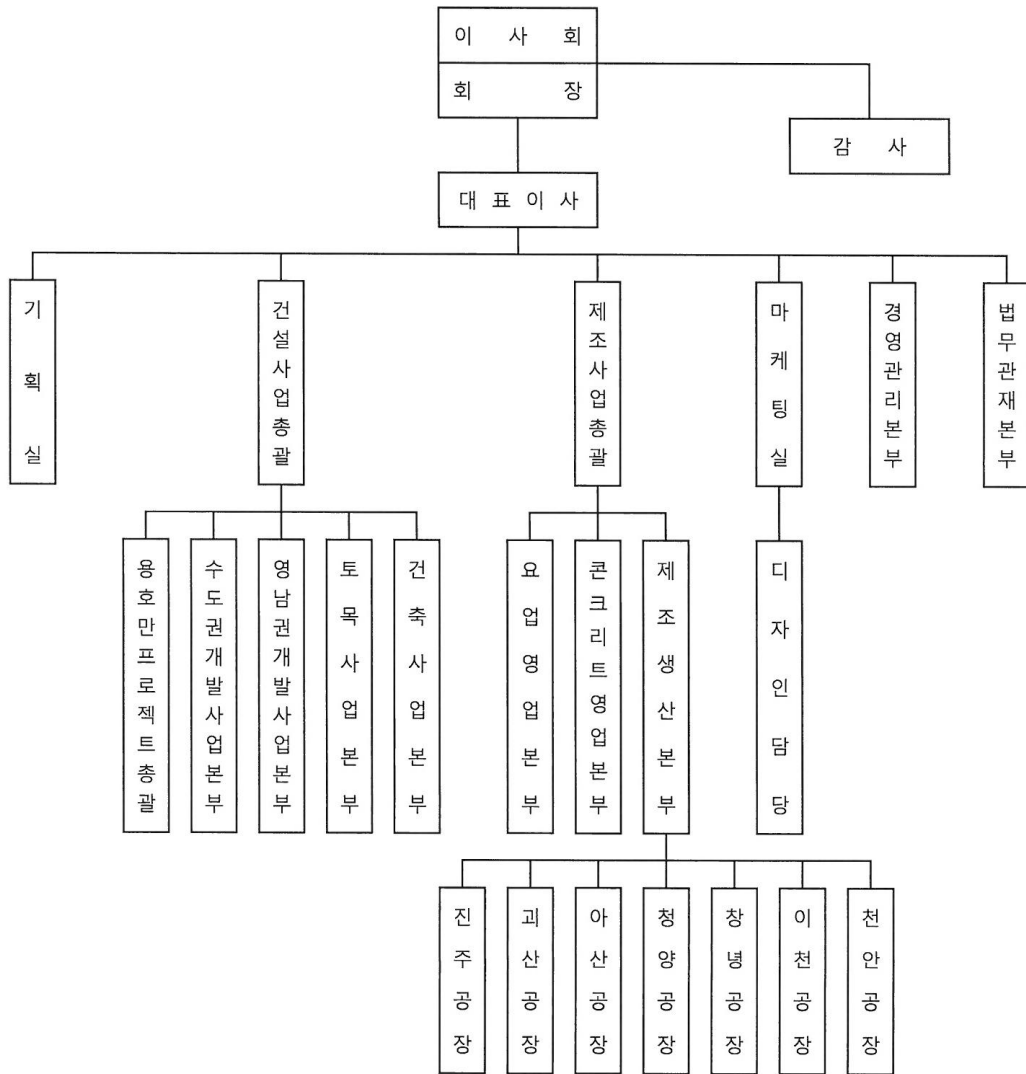 이 사 회
회 장
감 사
대 표 이 사
기획실
건설사업총괄
제조사업총괄
마케팅실
경영관리본부
법무관재본부
용호만프로젝트총괄
수도권개발사업본부
영남권개발사업본부
토목사업본부
건축사업본부
요업영업본부
콘크리트영업본부
제조생산본부
디자인담당
진주공장
괴산공장
아산공장
청양공장
창녕공장
이천공장
천안공장